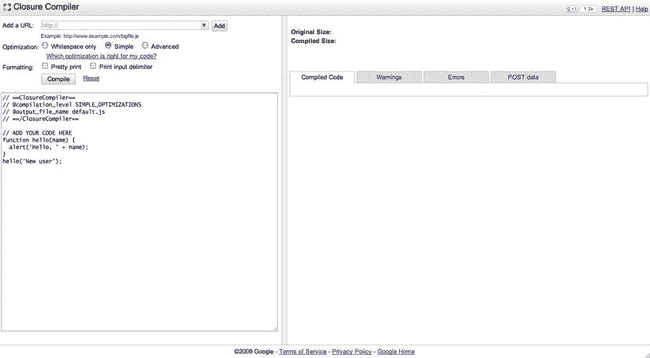 Closure Compiler
1.3k REST API | Help
Add a URL: http:// Add
Example: http://www.example.com/bigfile.js
Optimization: Whitespace only Simple Advanced
Which optimization is right for my code?
Formatting: Pretty print Print input delimiter
Compile Reset
// ==ClosureCompiler==
// @compilation_level SIMPLE_OPTIMIZATIONS
// @output_file_name default.js
// ==/ClosureCompiler==
// ADD YOUR CODE HERE
function hello(name) {
alert('Hello, ' + name);
}
hello('New user');
Original Size:
Compiled Size:
Compiled Code Warnings Errors POST data
©2009 Google - Terms of Service - Privacy Policy - Google Home